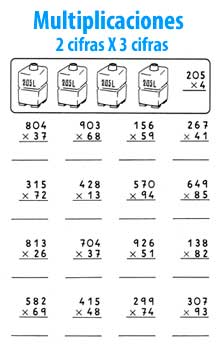 Multiplicaciones
2 cifras X 3 cifras
205L 205L 205L 205L
205
× 4
804 903 156 267
× 37 × 68 × 59 × 41
315 428 570 649
× 72 × 13 × 94 × 85
813 704 926 138
× 26 × 37 × 51 × 82
582 415 299 307
× 69 × 48 × 74 × 93